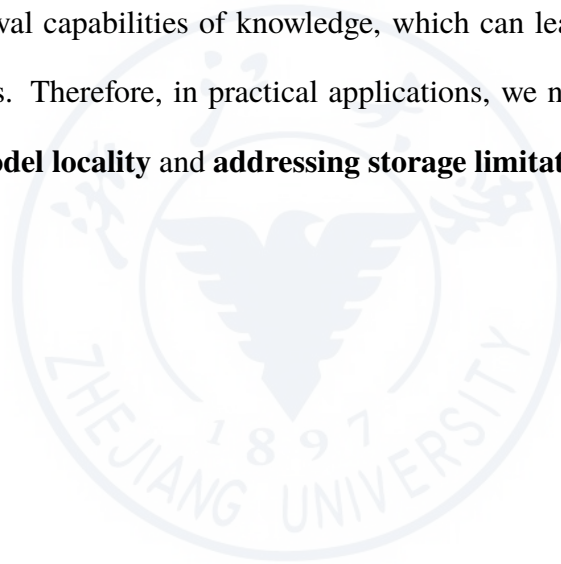 val capabilities of knowledge, which can lea
s. Therefore, in practical applications, we n
del locality and addressing storage limitat
1897
ZHEJIANG UNIVERSITY